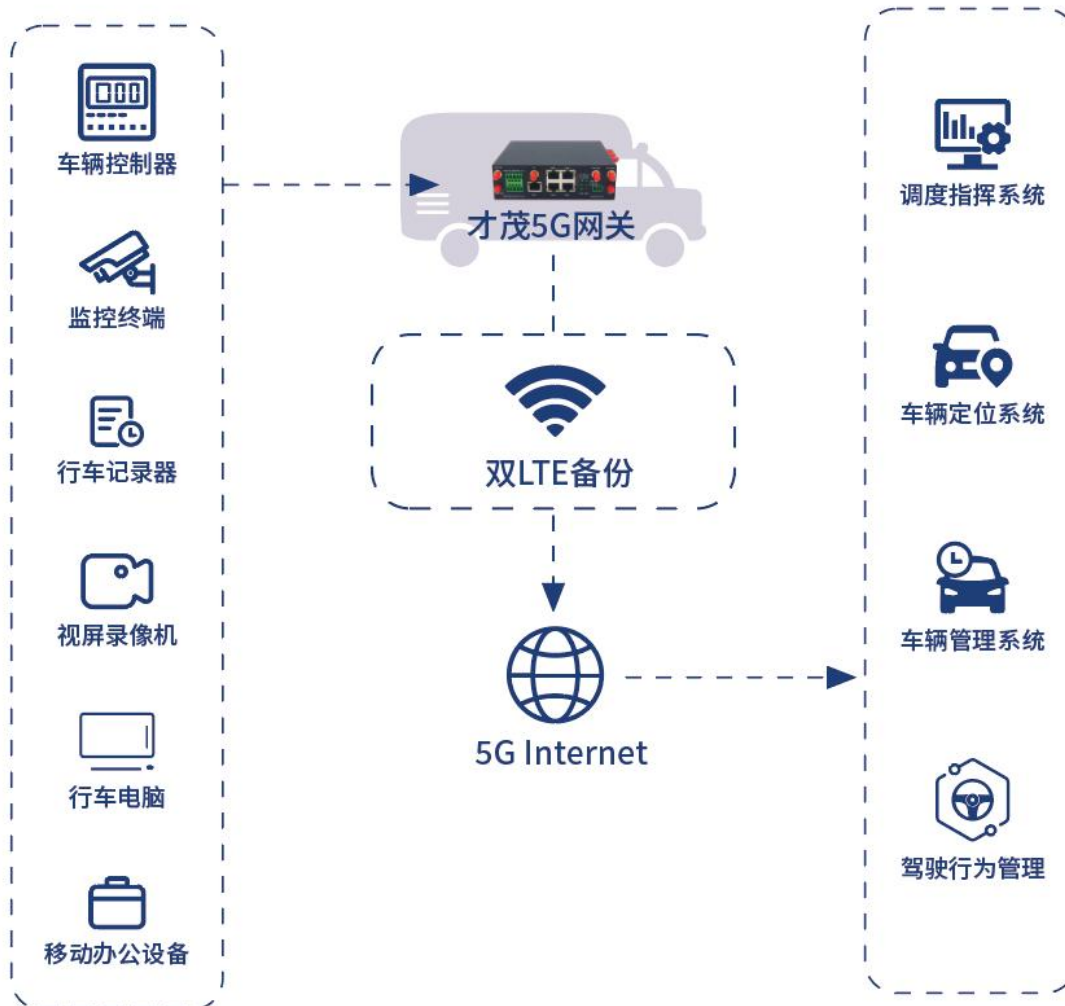 车辆控制器
监控终端
行车记录器
视屏录像机
行车电脑
移动办公设备
才茂5G网关
双LTE备份
5G Internet
调度指挥系统
车辆定位系统
车辆管理系统
驾驶行为管理